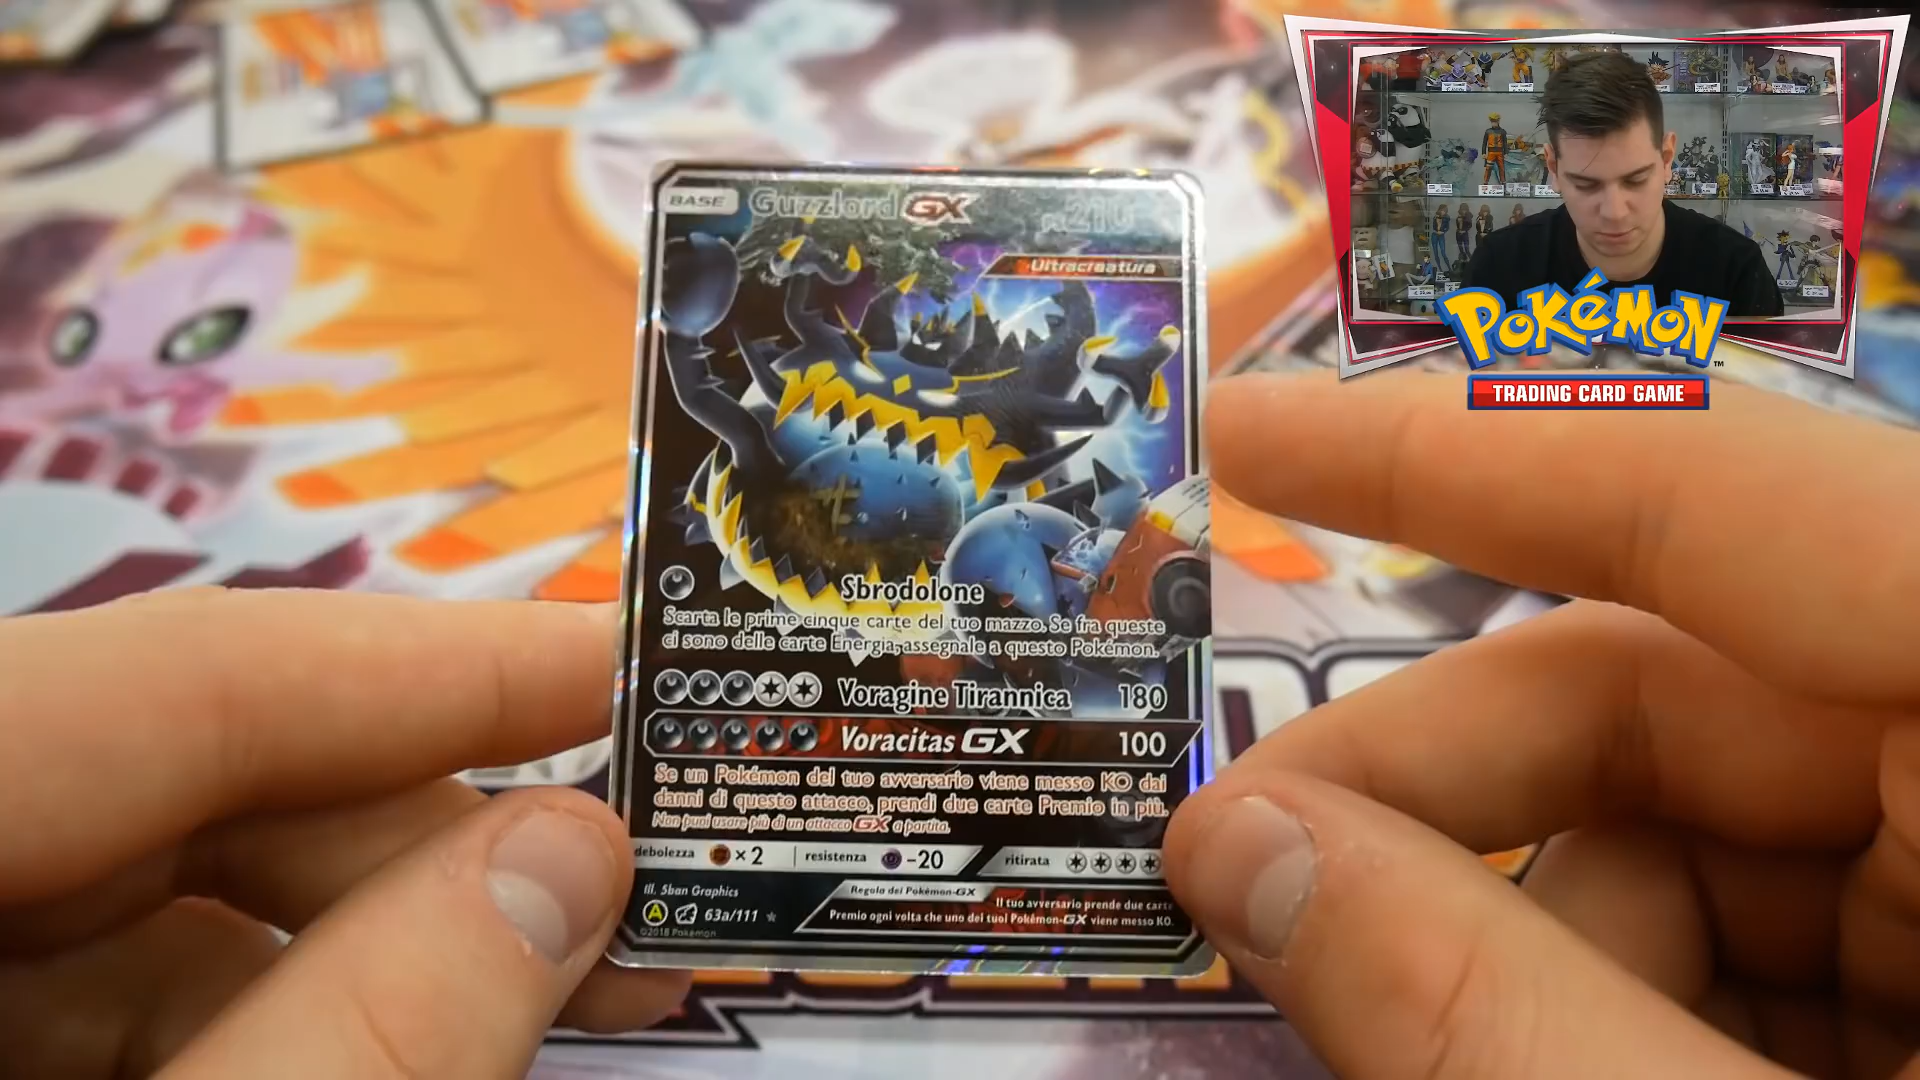 BASE Guzzlord GX PS 210
Ultracreatura
Sbrodolone
Scarta le prime cinque carte del tuo mazzo. Se fra queste
ci sono delle carte Energia, assegnale a questo Pokémon.
Voragine Tirannica 180
Voracitas GX 100
Se un Pokémon del tuo avversario viene messo KO dai
danni di questo attacco, prendi due carte Premio in più.
Non puoi usare più di un attacco GX a partita.
debolezza ×2 resistenza -20 ritirata
Ill. 5ban Graphics
Regola dei Pokémon-GX
Il tuo avversario prende due carte
A 63a/111
Premio ogni volta che uno dei tuoi Pokémon-GX viene messo KO.
©2018 Pokémon
POKéMON
TM
TRADING CARD GAME